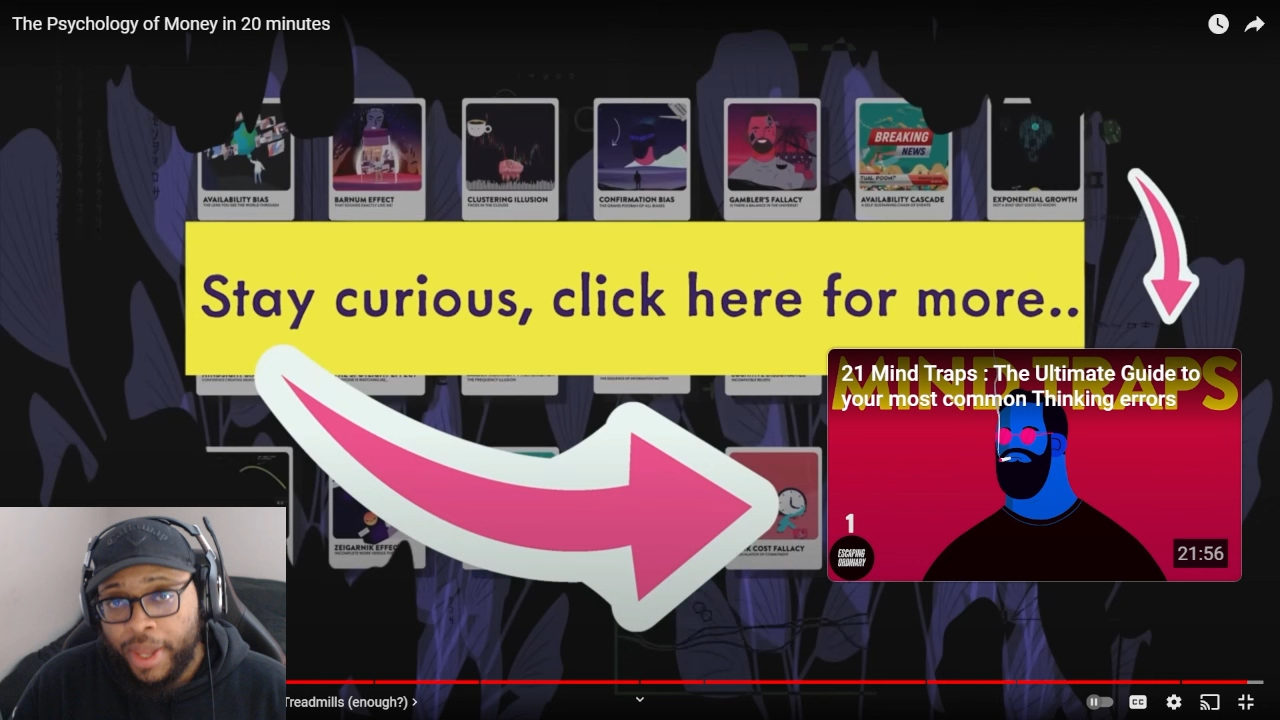 The Psychology of Money in 20 minutes
AVAILABILITY BIAS
BARNUM EFFECT
CLUSTERING ILLUSION
CONFIRMATION BIAS
GAMBLER'S FALLACY
AVAILABILITY CASCADE
EXPONENTIAL GROWTH
BREAKING
NEWS
Stay curious, click here for more..
MIND TRAPS
21 Mind Traps : The Ultimate Guide to
your most common Thinking errors
1
ESCAPING
ORDINARY
21:56
ZEIGARNIK EFFEC
K COST FALLACY
Treadmills (enough?) >
CC